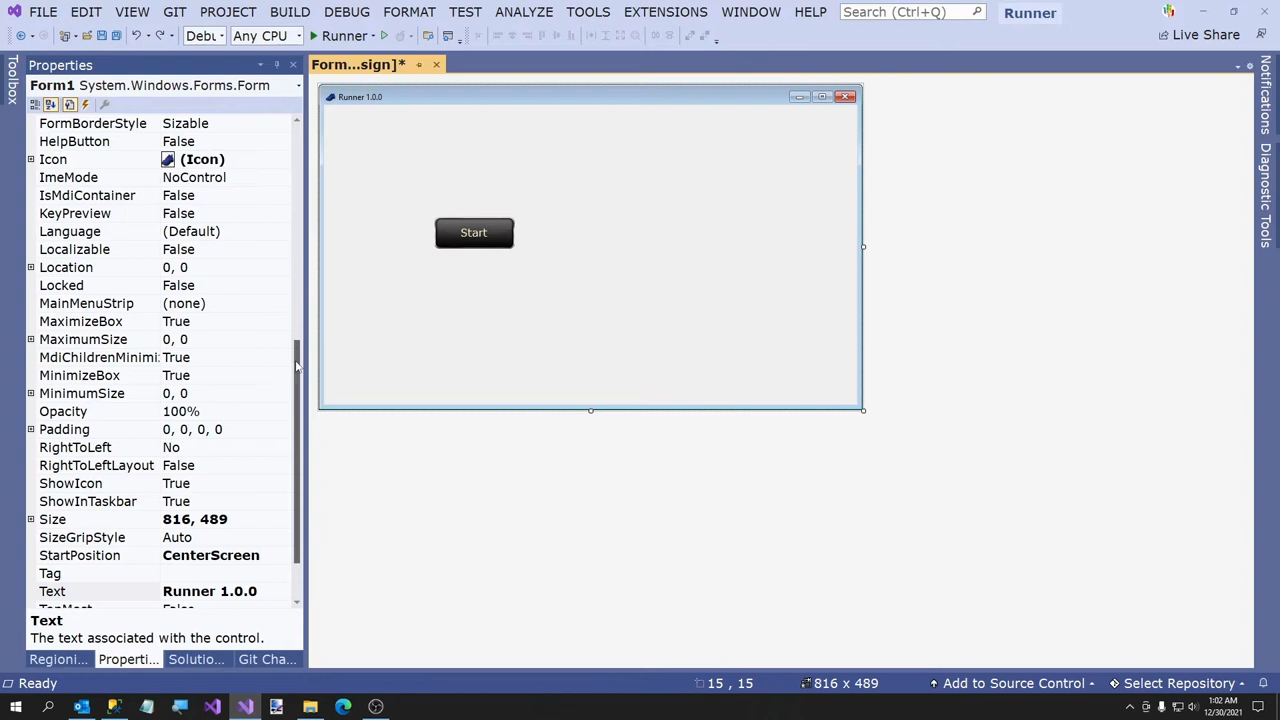 FILE EDIT VIEW GIT PROJECT BUILD DEBUG FORMAT TEST ANALYZE TOOLS EXTENSIONS WINDOW HELP Search (Ctrl+Q) Runner
Debu Any CPU Runner Live Share
Toolbox
Properties
Form...sign]*
Form1 System.Windows.Forms.Form
FormBorderStyle Sizable
HelpButton False
Icon (Icon)
ImeMode NoControl
IsMdiContainer False
KeyPreview False
Language (Default)
Localizable False
Location 0, 0
Locked False
MainMenuStrip (none)
MaximizeBox True
MaximumSize 0, 0
MdiChildrenMinimi: True
MinimizeBox True
MinimumSize 0, 0
Opacity 100%
Padding 0, 0, 0, 0
RightToLeft No
RightToLeftLayout False
ShowIcon True
ShowInTaskbar True
Size 816, 489
SizeGripStyle Auto
StartPosition CenterScreen
Tag
Text Runner 1.0.0
TopMost False
Text
The text associated with the control.
Regioni... Properti... Solutio... Git Cha...
Runner 1.0.0
Start
Notifications
Diagnostic Tools
Ready 15 , 15 816 x 489 Add to Source Control Select Repository
1:02 AM
12/30/2021